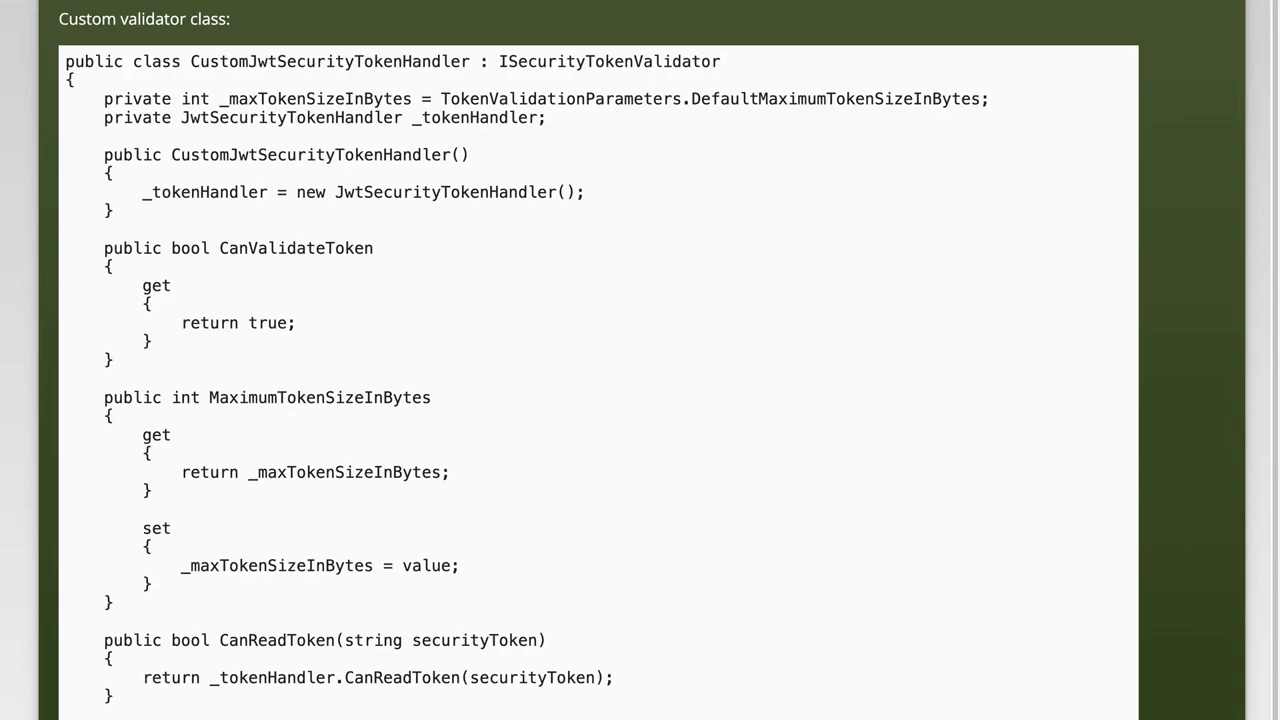 Custom validator class:
public class CustomJwtSecurityTokenHandler : ISecurityTokenValidator
{
    private int _maxTokenSizeInBytes = TokenValidationParameters.DefaultMaximumTokenSizeInBytes;
    private JwtSecurityTokenHandler _tokenHandler;

    public CustomJwtSecurityTokenHandler()
    {
        _tokenHandler = new JwtSecurityTokenHandler();
    }

    public bool CanValidateToken
    {
        get
        {
            return true;
        }
    }

    public int MaximumTokenSizeInBytes
    {
        get
        {
            return _maxTokenSizeInBytes;
        }

        set
        {
            _maxTokenSizeInBytes = value;
        }
    }

    public bool CanReadToken(string securityToken)
    {
        return _tokenHandler.CanReadToken(securityToken);
    }